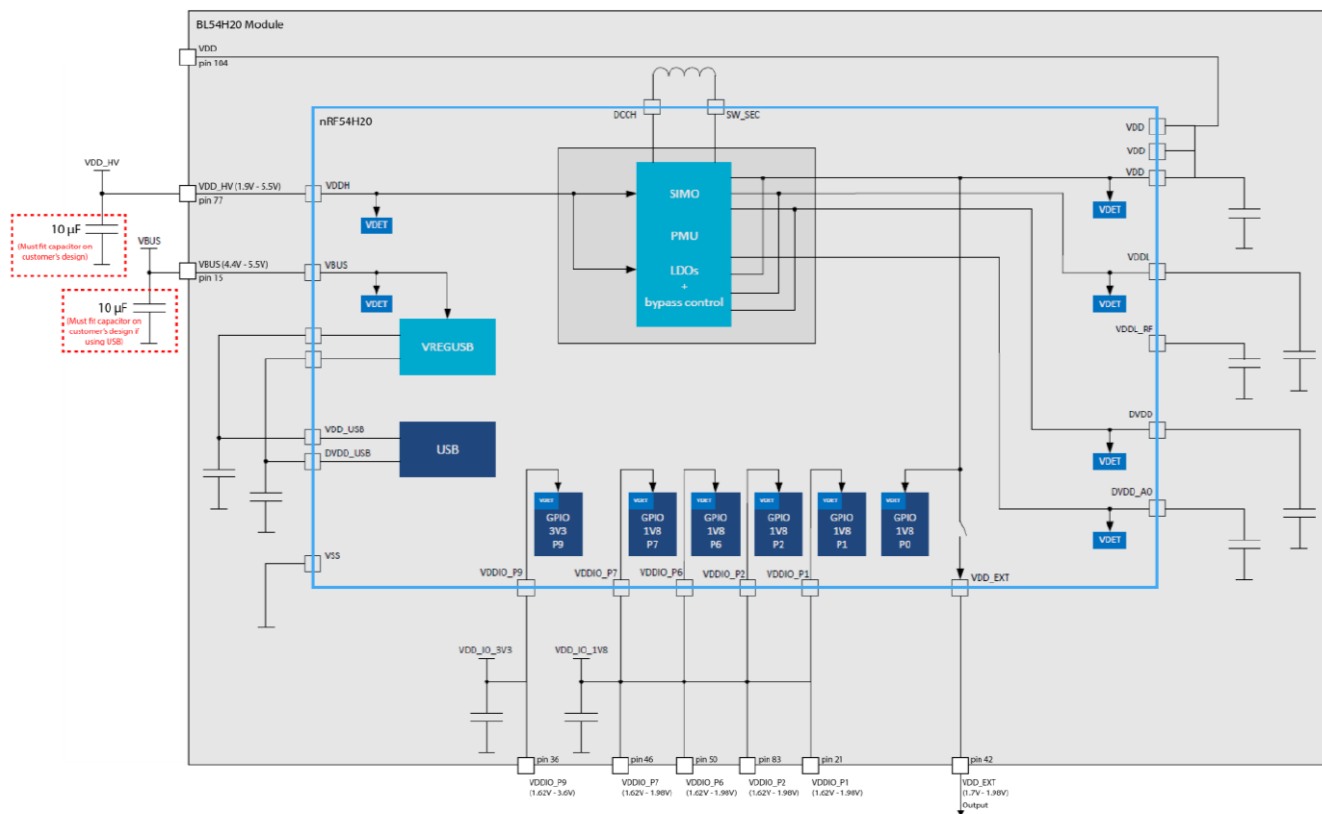 BL54H20 Module
VDD
pin 104
DCCH
SW_SEC
nRF54H20
VDD
VDD
VDD
VDD_HV
VDD_HV (1.9V - 5.5V)
pin 77
VDDH
VDET
SIMO
PMU
LDOs
+
bypass control
VDET
10 µF
(Must fit capacitor on
customer's design)
VBUS
VBUS (4.4V - 5.5V)
pin 15
VBUS
VDET
VDDL
VDET
10 µF
(Must fit capacitor on
customer's design if
using USB)
VREGUSB
VDDL_RF
VDD_USB
DVDD_USB
USB
DVDD
VDET
VDET
GPIO
3V3
P9
VDET
GPIO
1V8
P7
VDET
GPIO
1V8
P6
VDET
GPIO
1V8
P2
VDET
GPIO
1V8
P1
VDET
GPIO
1V8
P0
DVDD_AO
VDET
VSS
VDDIO_P9
VDDIO_P7
VDDIO_P6
VDDIO_P2
VDDIO_P1
VDD_EXT
VDD_IO_3V3
VDD_IO_1V8
pin 36
pin 46
pin 50
pin 83
pin 21
pin 42
VDDIO_P9
(1.62V - 3.6V)
VDDIO_P7
(1.62V - 1.98V)
VDDIO_P6
(1.62V - 1.98V)
VDDIO_P2
(1.62V - 1.98V)
VDDIO_P1
(1.62V - 1.98V)
VDD_EXT
(1.7V - 1.98V)
Output